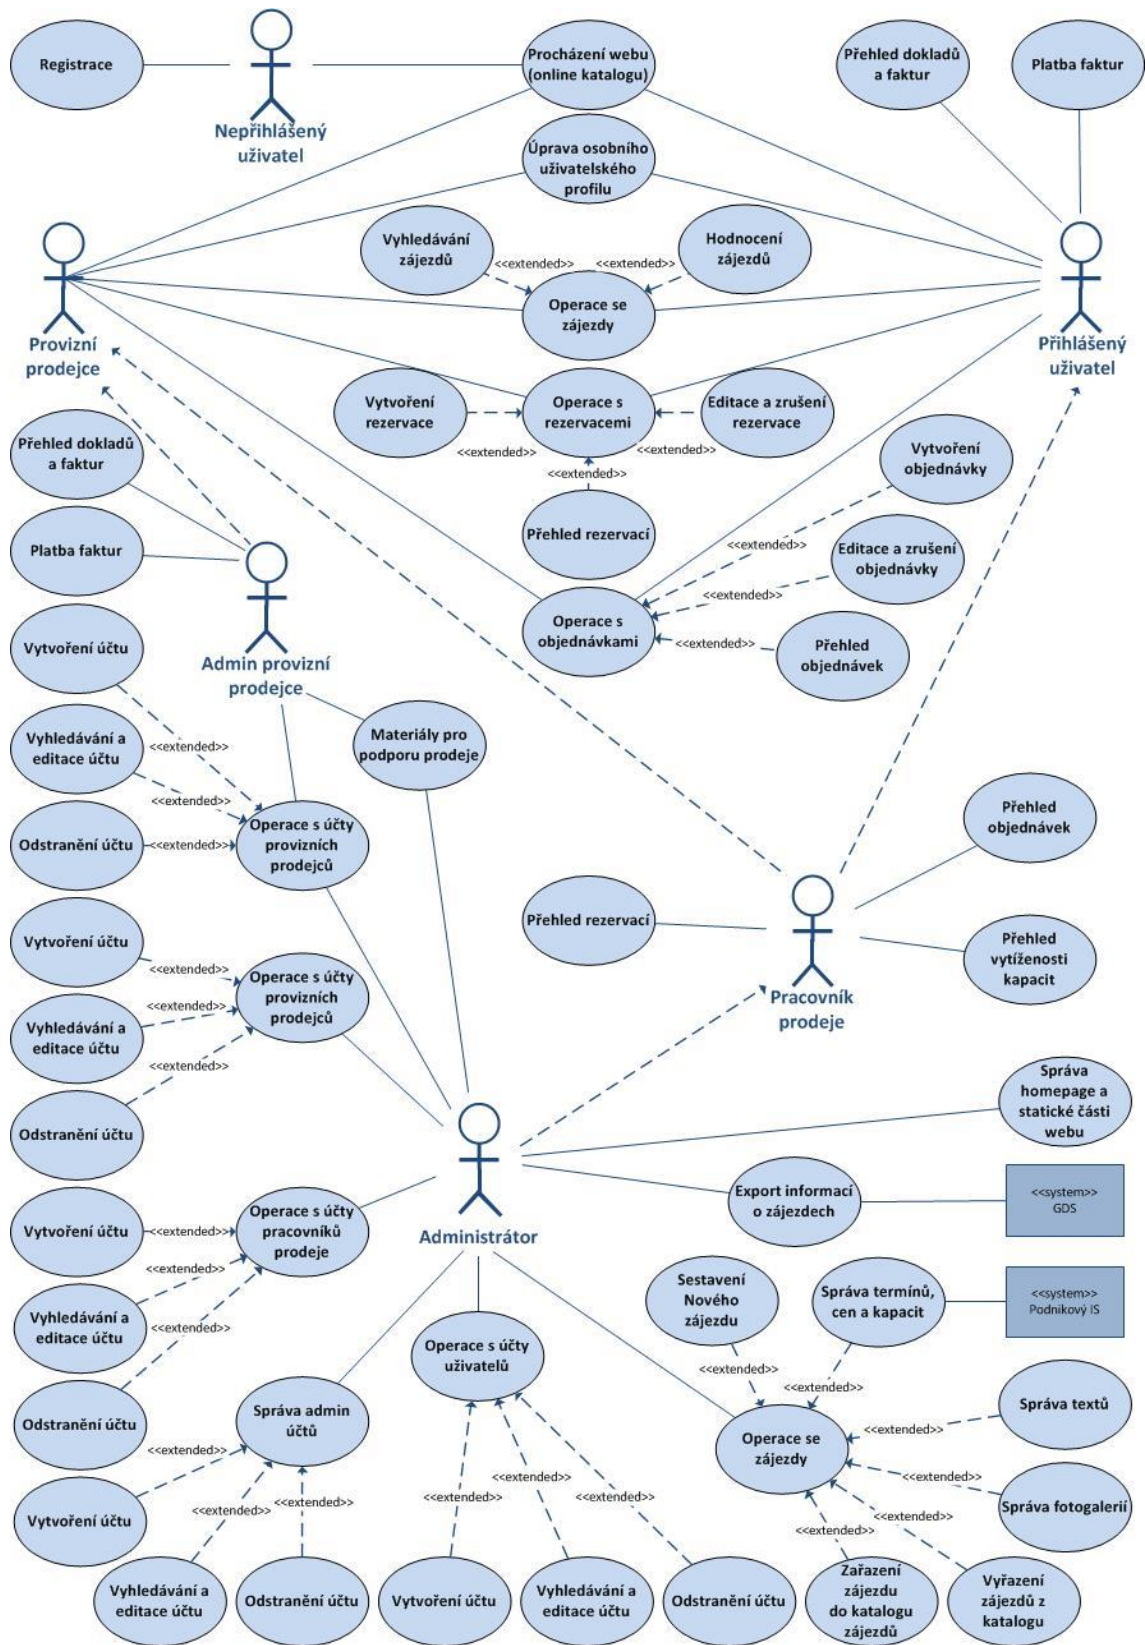 Registrace
Nepřihlášený
uživatel
Procházení webu
(online katalogu)
Přehled dokladů
a faktur
Platba faktur
Úprava osobního
uživatelského
profilu
Provizní
prodejce
Vyhledávání
zájezdů
<<extended>>
<<extended>>
Hodnocení
zájezdů
Operace se
zájezdy
Přihlášený
uživatel
Vytvoření
rezervace
Operace s
rezervacemi
Editace a zrušení
rezervace
<<extended>>
<<extended>>
<<extended>>
Přehled rezervací
Přehled dokladů
a faktur
Platba faktur
Vytvoření
objednávky
<<extended>>
Editace a zrušení
objednávky
<<extended>>
Operace s
objednávkami
<<extended>>
Přehled
objednávek
Admin provizní
prodejce
Vytvoření účtu
Vyhledávání a
editace účtu
<<extended>>
<<extended>>
Odstranění účtu
<<extended>>
Operace s účty
provizních
prodejců
Materiály pro
podporu prodeje
Přehled
objednávek
Přehled rezervací
Přehled
vytíženosti
kapacit
Pracovník
prodeje
Vytvoření účtu
<<extended>>
Operace s účty
provizních
prodejců
<<extended>>
Vyhledávání a
editace účtu
<<extended>>
Odstranění účtu
Správa
homepage a
statické části
webu
Administrátor
Export informací
o zájezdech
<<system>>
GDS
Vytvoření účtu
<<extended>>
Operace s účty
pracovníků
prodeje
<<extended>>
Vyhledávání a
editace účtu
<<extended>>
Odstranění účtu
Sestavení
Nového
zájezdu
Správa termínů,
cen a kapacit
<<system>>
Podnikový IS
<<extended>>
<<extended>>
Operace s účty
uživatelů
Správa admin
účtů
Operace se
zájezdy
<<extended>>
Správa textů
<<extended>>
Správa fotogalerií
<<extended>>
<<extended>>
<<extended>>
Vytvoření účtu
<<extended>>
<<extended>>
Vyhledávání a
editace účtu
Odstranění účtu
<<extended>>
<<extended>>
<<extended>>
Vytvoření účtu
Vyhledávání a
editace účtu
Odstranění účtu
Zařazení
zájezdu
do katalogu
zájezdů
Vyřazení
zájezdů z
katalogu